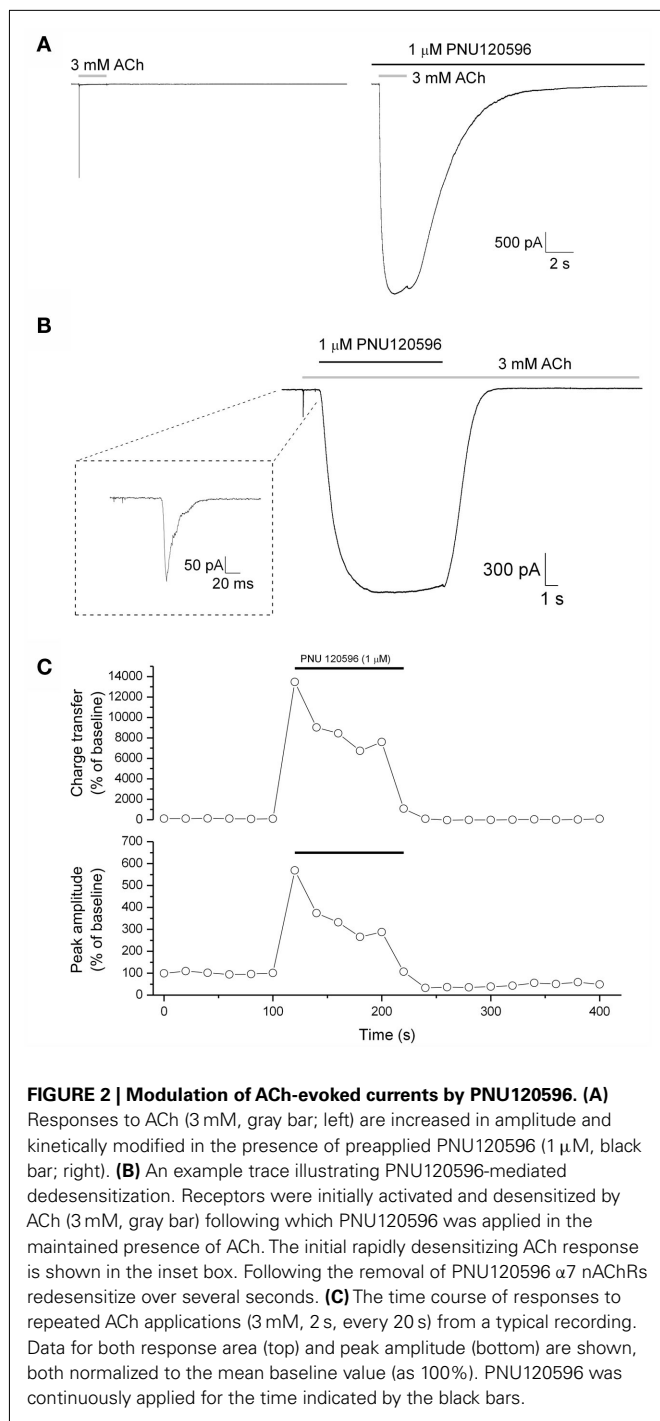 A
3 mM ACh
1 μM PNU120596
3 mM ACh
500 pA
2 s
B
1 μM PNU120596
3 mM ACh
50 pA
20 ms
300 pA
1 s
C
PNU 120596 (1 μM)
Charge transfer
(% of baseline)
14000
12000
10000
8000
6000
4000
2000
0
Peak amplitude
(% of baseline)
700
600
500
400
300
200
100
0
0
100
200
300
400
Time (s)
FIGURE 2 | Modulation of ACh-evoked currents by PNU120596. (A)
Responses to ACh (3 mM, gray bar; left) are increased in amplitude and
kinetically modified in the presence of preapplied PNU120596 (1 μM, black
bar; right). (B) An example trace illustrating PNU120596-mediated
dedesensitization. Receptors were initially activated and desensitized by
ACh (3 mM, gray bar) following which PNU120596 was applied in the
maintained presence of ACh. The initial rapidly desensitizing ACh response
is shown in the inset box. Following the removal of PNU120596 α7 nAChRs
redesensitize over several seconds. (C) The time course of responses to
repeated ACh applications (3 mM, 2 s, every 20 s) from a typical recording.
Data for both response area (top) and peak amplitude (bottom) are shown,
both normalized to the mean baseline value (as 100%). PNU120596 was
continuously applied for the time indicated by the black bars.